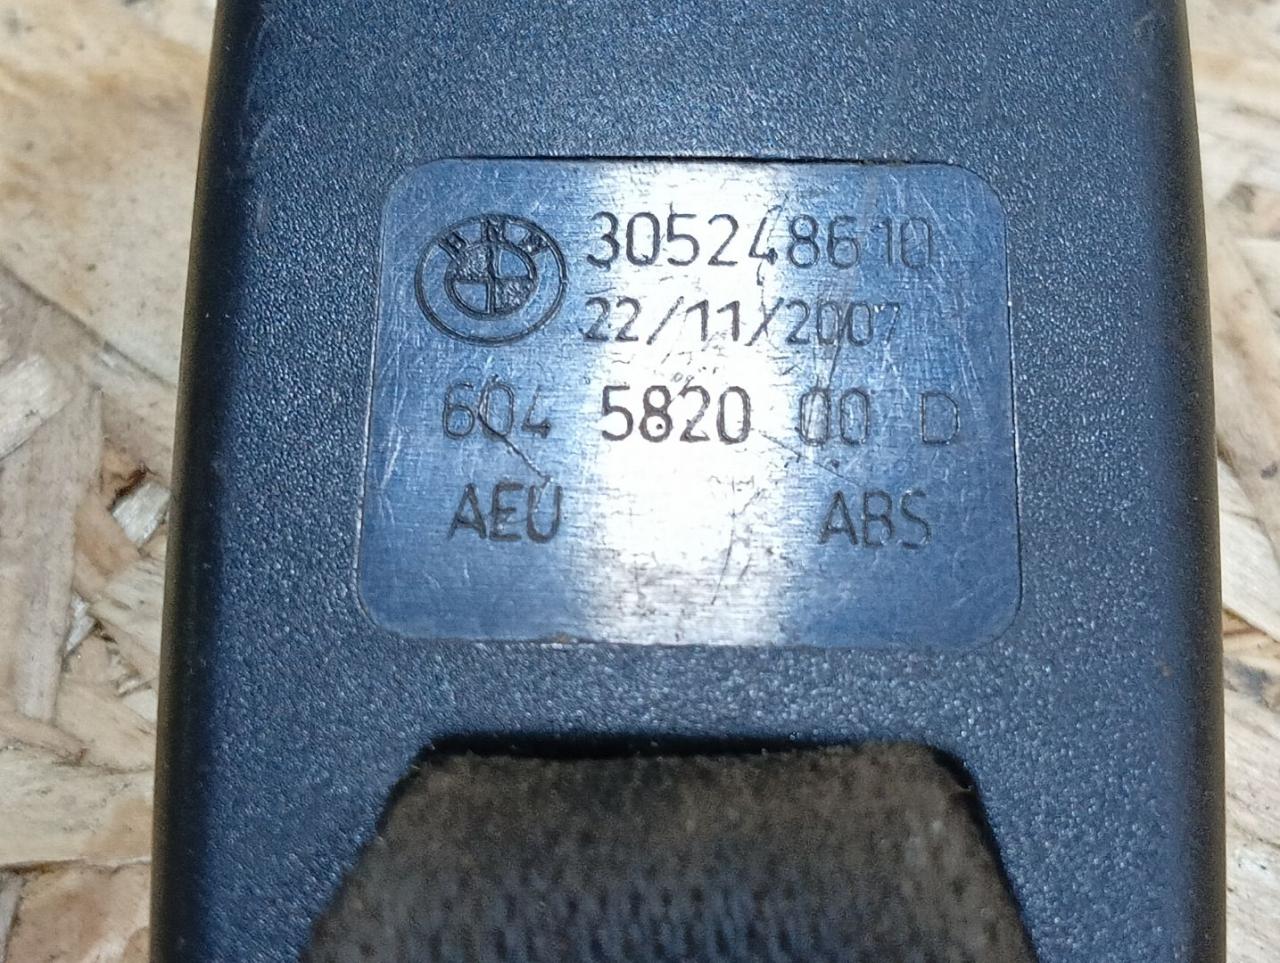 BMW
305248610
22/11/2007
604 5820 00 D
AEU ABS